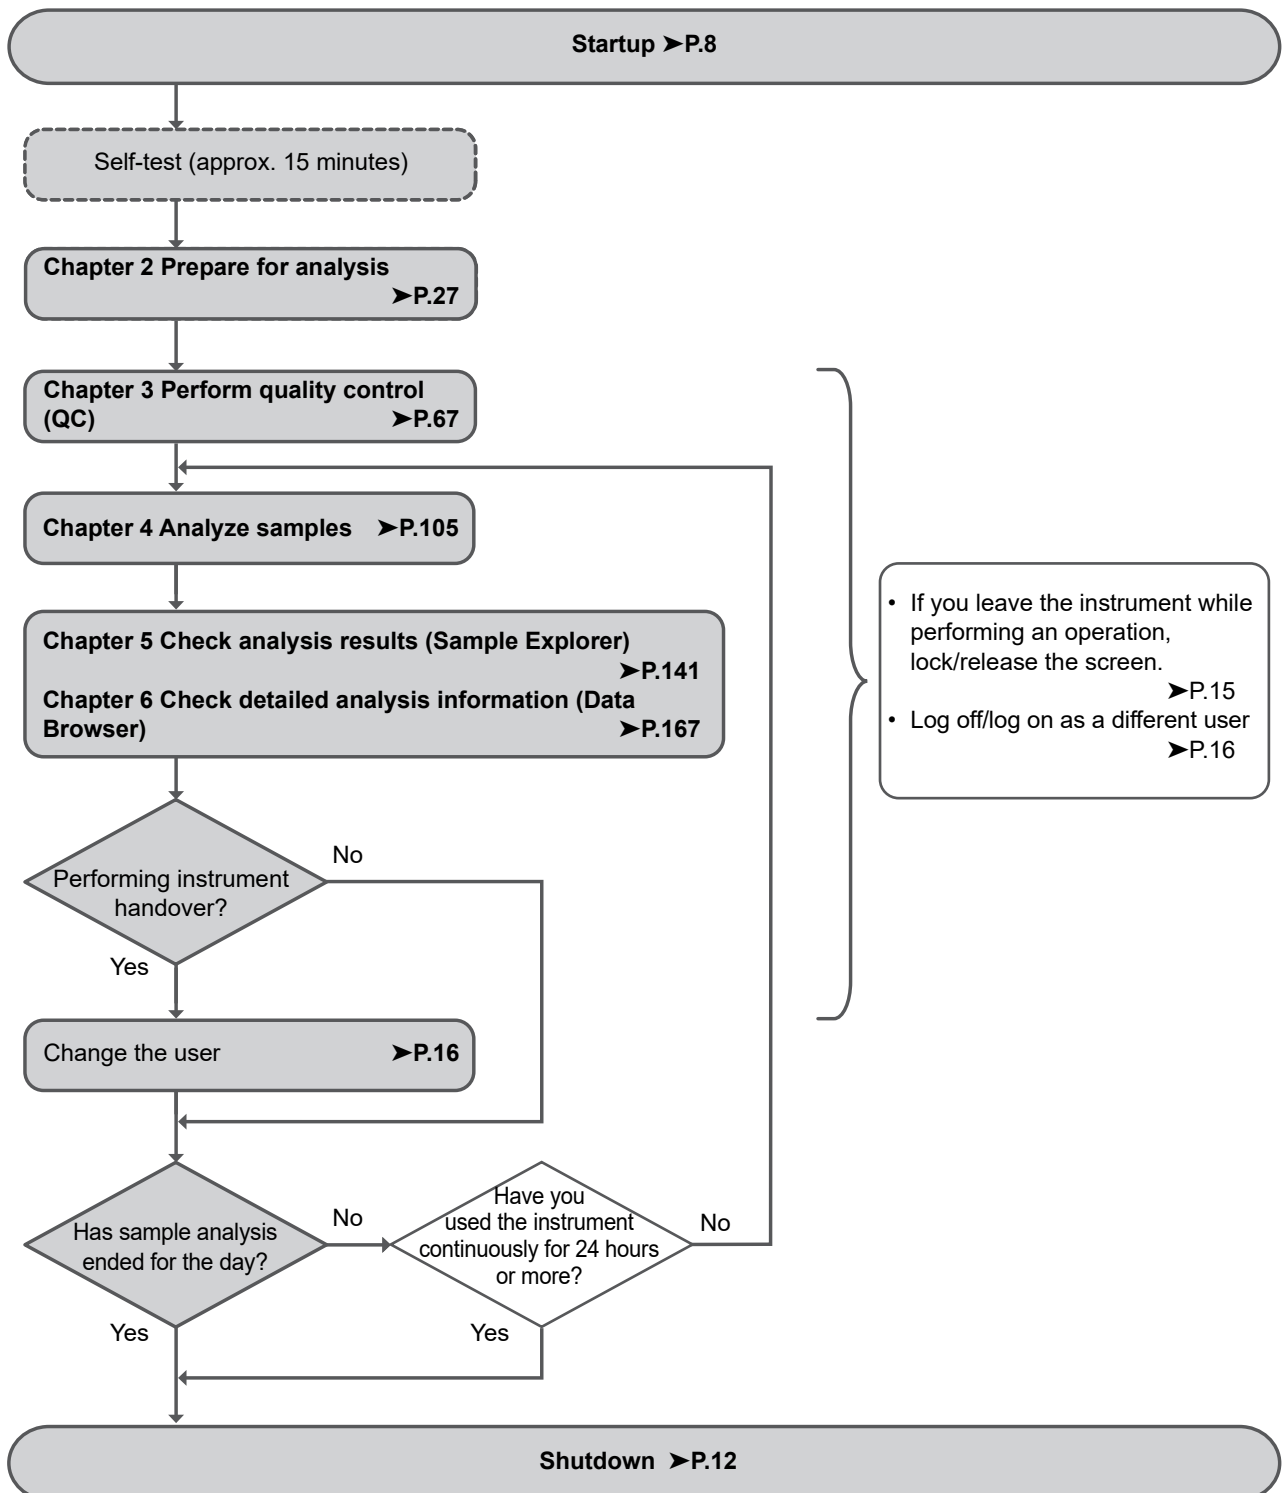 Startup ➤P.8
Self-test (approx. 15 minutes)
Chapter 2 Prepare for analysis
➤P.27
Chapter 3 Perform quality control
(QC) ➤P.67
Chapter 4 Analyze samples ➤P.105
Chapter 5 Check analysis results (Sample Explorer)
➤P.141
Chapter 6 Check detailed analysis information (Data
Browser) ➤P.167
• If you leave the instrument while
performing an operation,
lock/release the screen.
➤P.15
• Log off/log on as a different user
➤P.16
No
Performing instrument
handover?
Yes
Change the user ➤P.16
Has sample analysis
ended for the day?
No
Yes
Have you
used the instrument
continuously for 24 hours
or more?
No
Yes
Shutdown ➤P.12